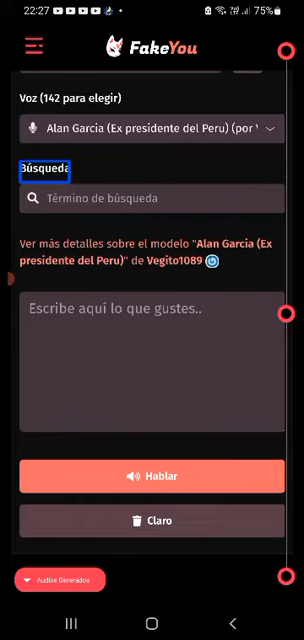 22:27
75%
FakeYou
Voz (142 para elegir)
Alan Garcia (Ex presidente del Peru) (por
Búsqueda
Término de búsqueda
Ver más detalles sobre el modelo "Alan Garcia (Ex
presidente del Peru)" de Vegito1089
Escribe aquí lo que gustes..
Hablar
Claro
Audios Generados